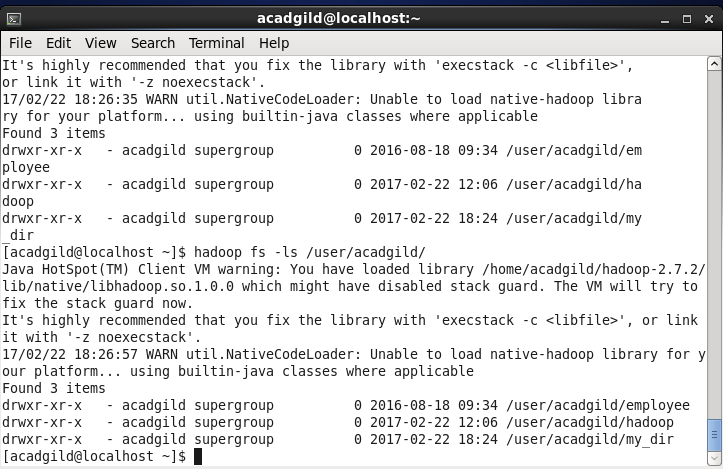 acadgild@localhost:~
File Edit View Search Terminal Help
It's highly recommended that you fix the library with 'execstack -c <libfile>',
or link it with '-z noexecstack'.
17/02/22 18:26:35 WARN util.NativeCodeLoader: Unable to load native-hadoop libra
ry for your platform... using builtin-java classes where applicable
Found 3 items
drwxr-xr-x   - acadgild supergroup          0 2016-08-18 09:34 /user/acadgild/em
ployee
drwxr-xr-x   - acadgild supergroup          0 2017-02-22 12:06 /user/acadgild/ha
doop
drwxr-xr-x   - acadgild supergroup          0 2017-02-22 18:24 /user/acadgild/my
_dir
[acadgild@localhost ~]$ hadoop fs -ls /user/acadgild/
Java HotSpot(TM) Client VM warning: You have loaded library /home/acadgild/hadoop-2.7.2/
lib/native/libhadoop.so.1.0.0 which might have disabled stack guard. The VM will try to
fix the stack guard now.
It's highly recommended that you fix the library with 'execstack -c <libfile>', or link
it with '-z noexecstack'.
17/02/22 18:26:57 WARN util.NativeCodeLoader: Unable to load native-hadoop library for y
our platform... using builtin-java classes where applicable
Found 3 items
drwxr-xr-x   - acadgild supergroup          0 2016-08-18 09:34 /user/acadgild/employee
drwxr-xr-x   - acadgild supergroup          0 2017-02-22 12:06 /user/acadgild/hadoop
drwxr-xr-x   - acadgild supergroup          0 2017-02-22 18:24 /user/acadgild/my_dir
[acadgild@localhost ~]$